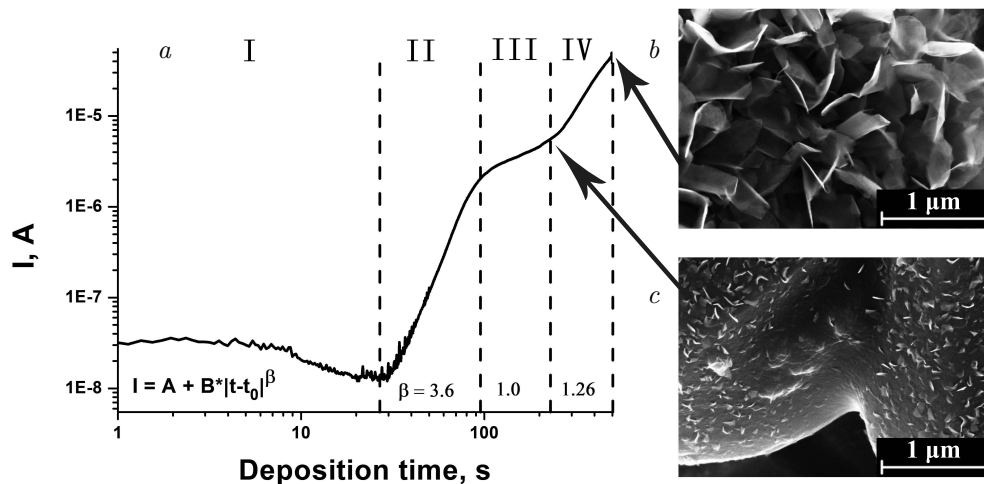 a
I
II
III
IV
b
1E-5
1E-6
1E-7
1E-8
I, A
I = A + B*|t-t₀|^β
β = 3.6
1.0
1.26
1
10
100
Deposition time, s
1 μm
c
1 μm